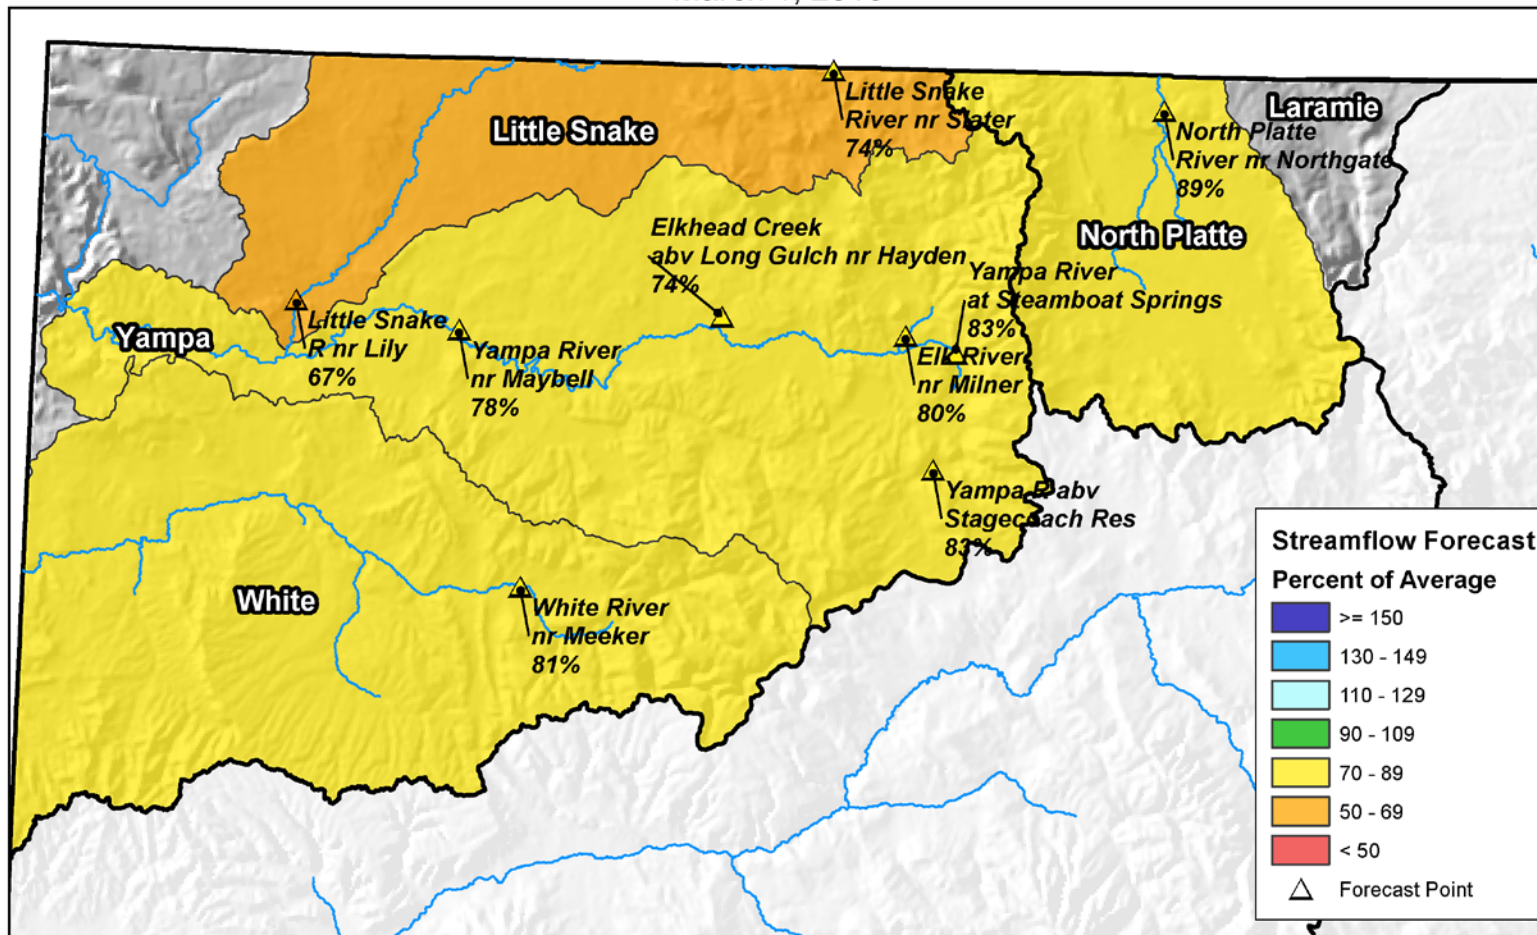 Little Snake
Little Snake
River nr Slater
74%
Laramie
North Platte
River nr Northgate
89%
North Platte
Elkhead Creek
abv Long Gulch nr Hayden
74%
Yampa River
at Steamboat Springs
83%
Yampa
Little Snake
R nr Lily
67%
Yampa River
nr Maybell
78%
Elk River
nr Milner
80%
Yampa R abv
Stagecoach Res
83%
White
White River
nr Meeker
81%
Streamflow Forecast
Percent of Average
>= 150
130 - 149
110 - 129
90 - 109
70 - 89
50 - 69
< 50
Forecast Point